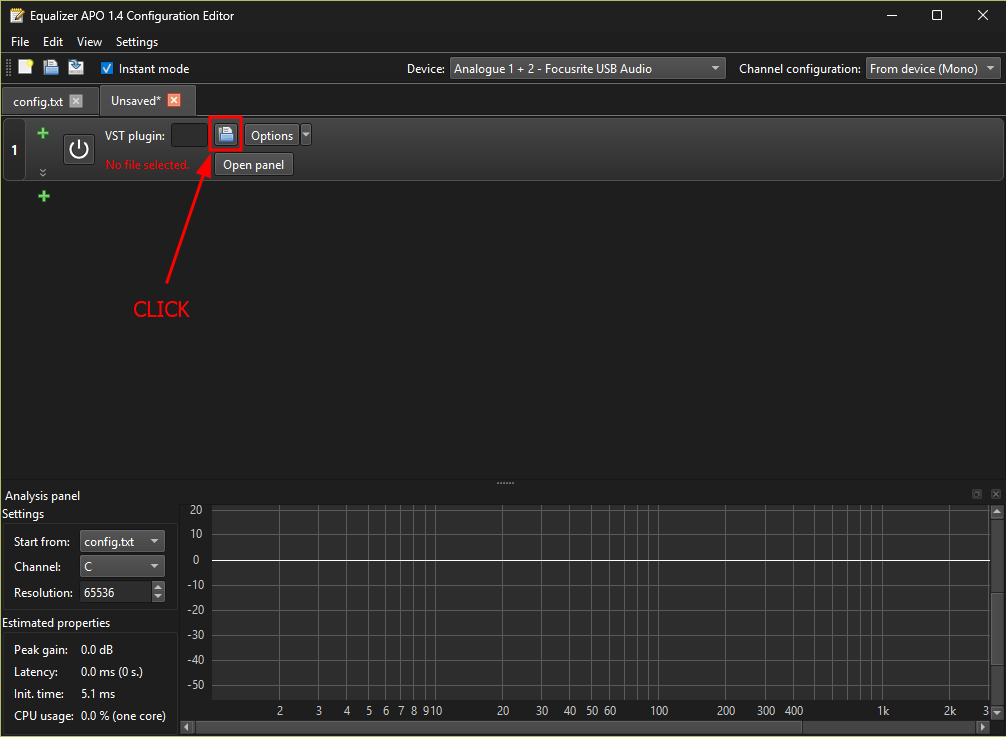 Equalizer APO 1.4 Configuration Editor
File Edit View Settings
Instant mode Device: Analogue 1 + 2 - Focusrite USB Audio Channel configuration: From device (Mono)
config.txt Unsaved*
1 VST plugin: Options
No file selected. Open panel
CLICK
Analysis panel
Settings
Start from: config.txt
Channel: C
Resolution: 65536
Estimated properties
Peak gain: 0.0 dB
Latency: 0.0 ms (0 s.)
Init. time: 5.1 ms
CPU usage: 0.0 % (one core)
20
10
0
-10
-20
-30
-40
-50
2 3 4 5 6 7 8 9 10 20 30 40 50 60 100 200 300 400 1k 2k 3